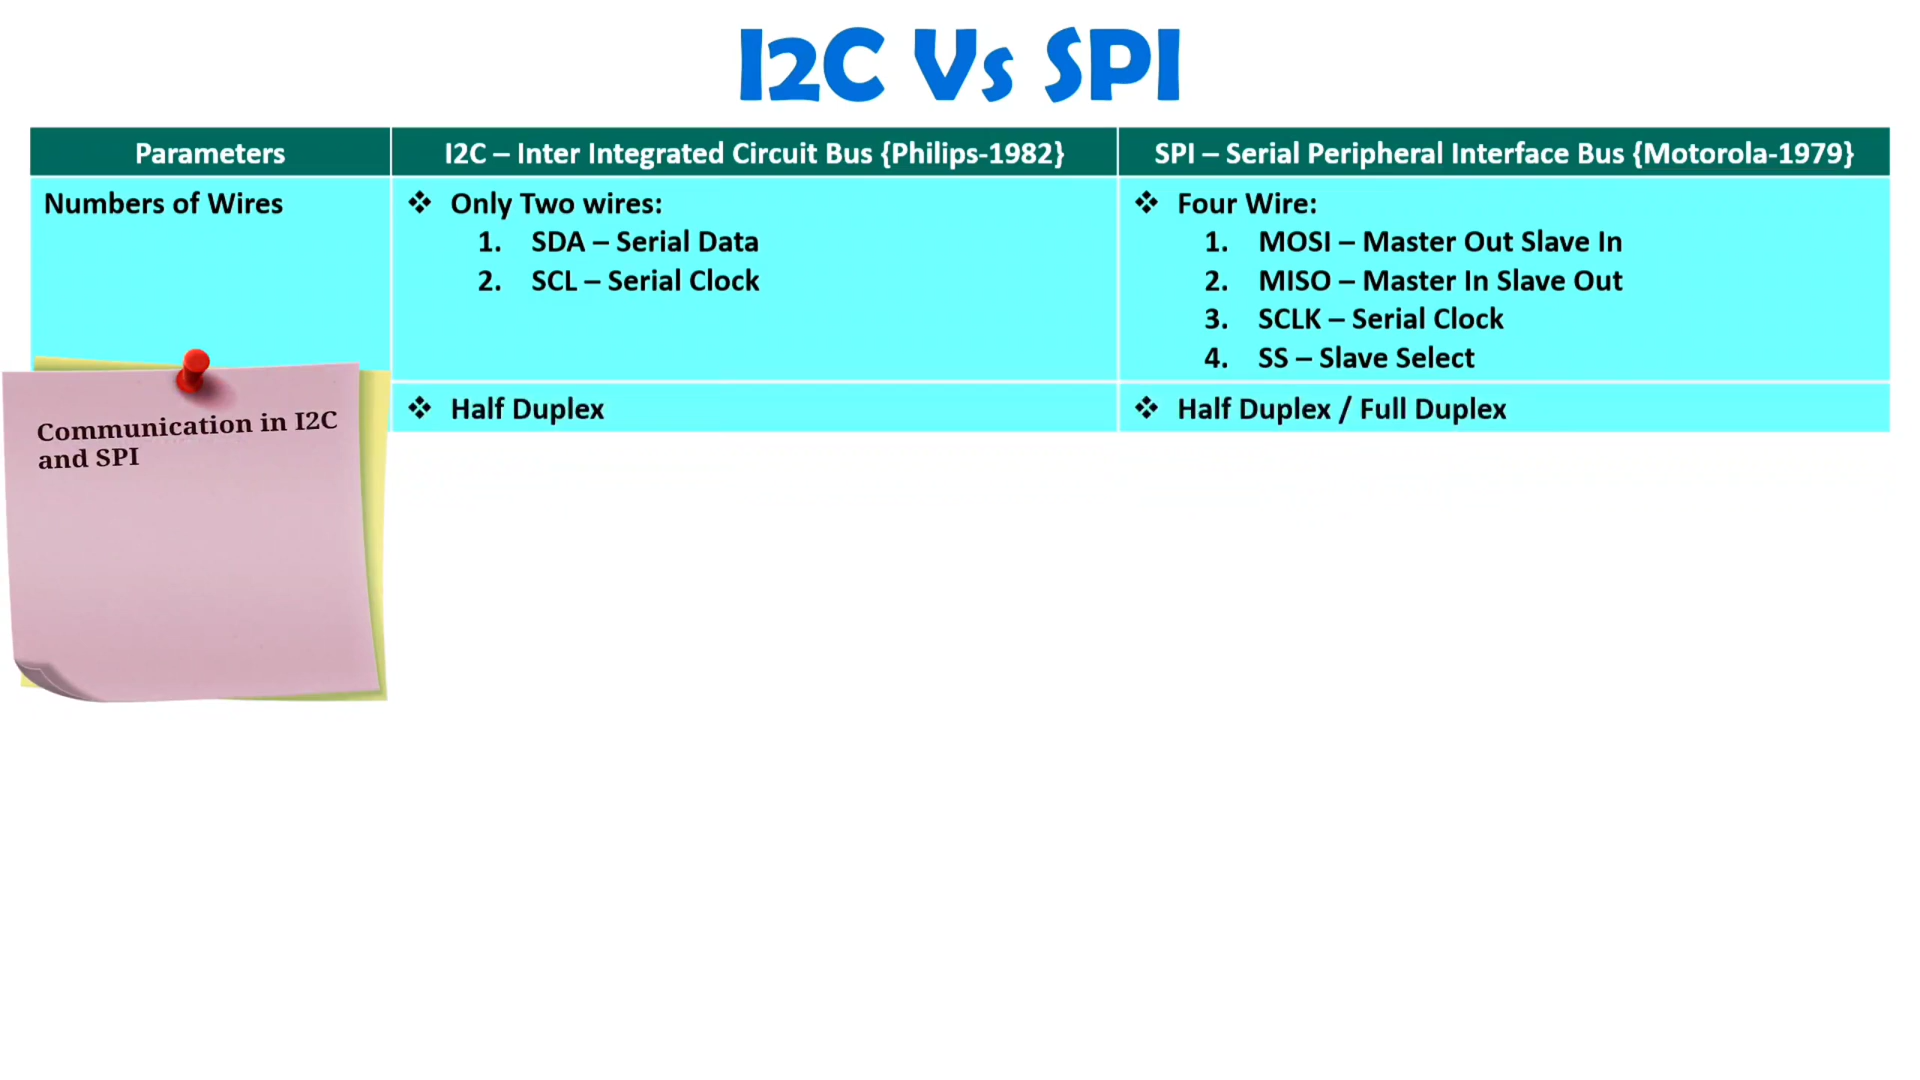 I2C Vs SPI
Parameters
I2C – Inter Integrated Circuit Bus {Philips-1982}
SPI – Serial Peripheral Interface Bus {Motorola-1979}
Numbers of Wires
❖ Only Two wires:
1. SDA – Serial Data
2. SCL – Serial Clock
❖ Four Wire:
1. MOSI – Master Out Slave In
2. MISO – Master In Slave Out
3. SCLK – Serial Clock
4. SS – Slave Select
Communication in I2C
and SPI
❖ Half Duplex
❖ Half Duplex / Full Duplex